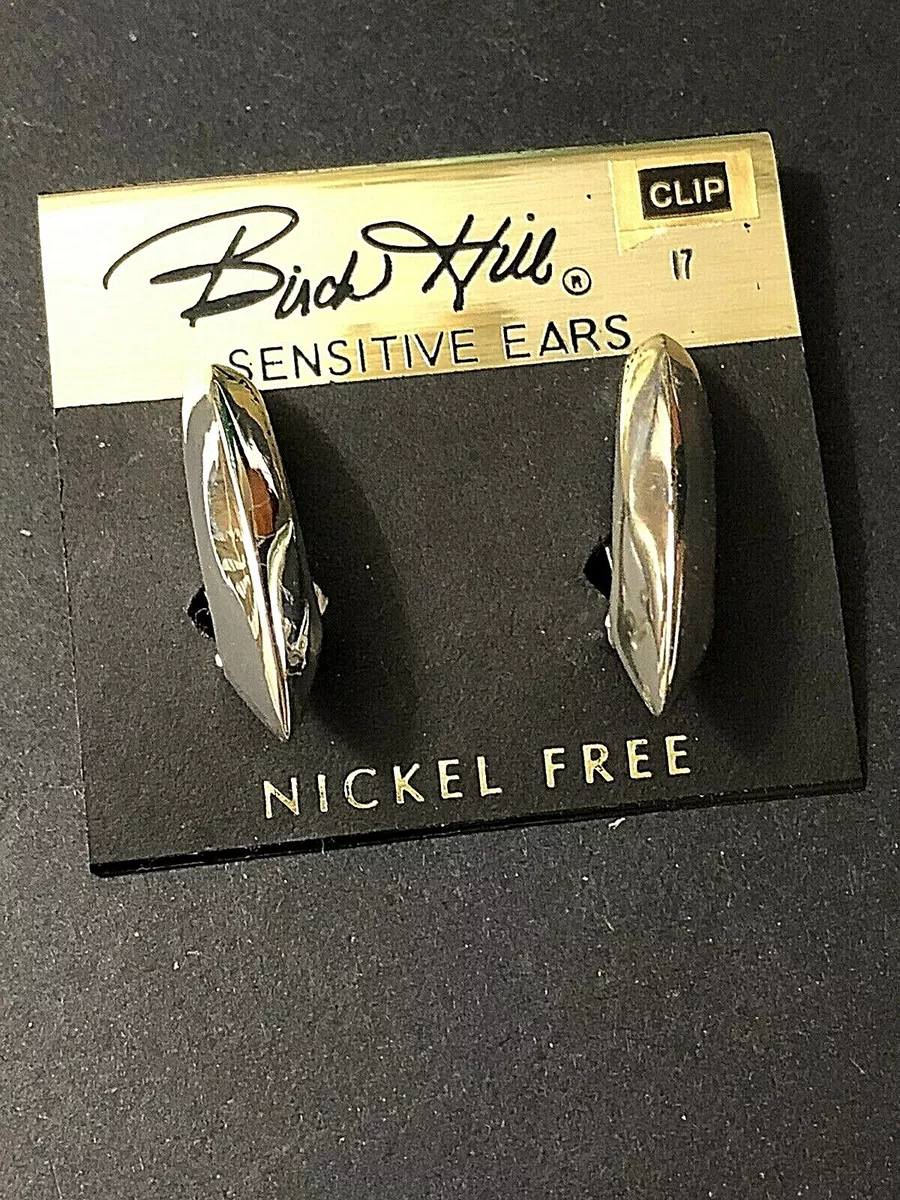 CLIP
Birch Hill®
17
SENSITIVE EARS
NICKEL FREE